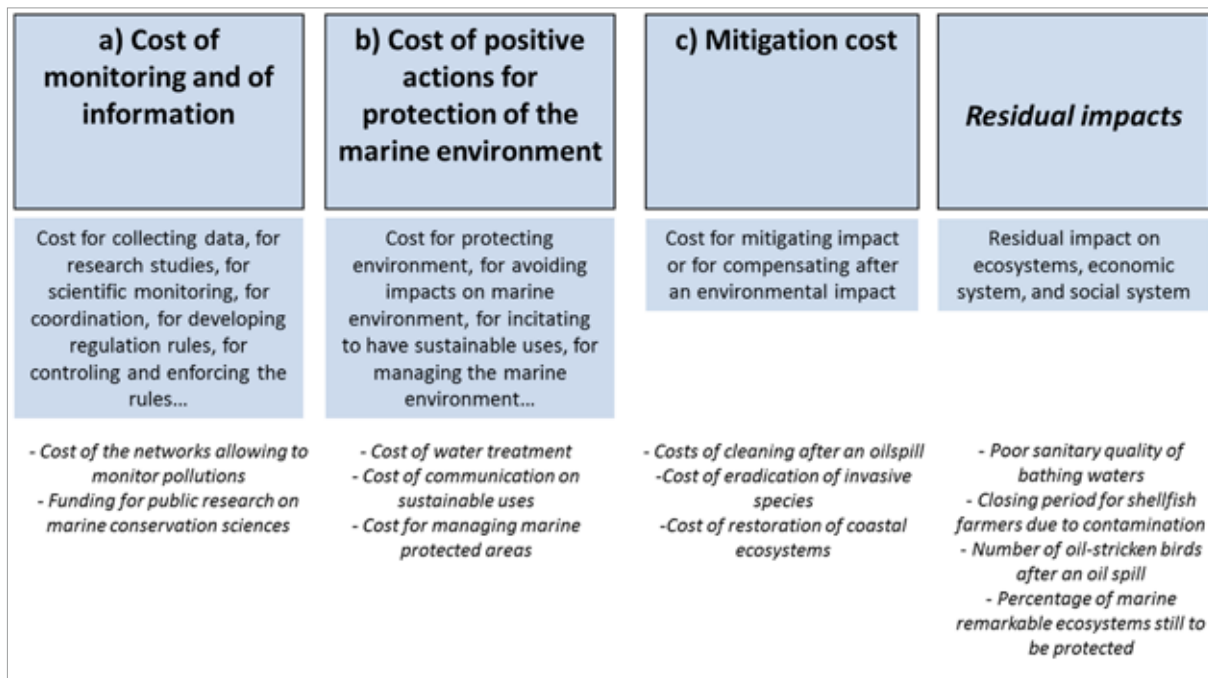 a) Cost of
monitoring and of
information
Cost for collecting data, for
research studies, for
scientific monitoring, for
coordination, for developing
regulation rules, for
controling and enforcing the
rules...
- Cost of the networks allowing to
monitor pollutions
- Funding for public research on
marine conservation sciences
b) Cost of positive
actions for
protection of the
marine environment
Cost for protecting
environment, for avoiding
impacts on marine
environment, for incitating
to have sustainable uses, for
managing the marine
environment...
- Cost of water treatment
- Cost of communication on
sustainable uses
- Cost for managing marine
protected areas
c) Mitigation cost
Cost for mitigating impact
or for compensating after
an environmental impact
- Costs of cleaning after an oilspill
-Cost of eradication of invasive
species
-Cost of restoration of coastal
ecosystems
Residual impacts
Residual impact on
ecosystems, economic
system, and social system
- Poor sanitary quality of
bathing waters
- Closing period for shellfish
farmers due to contamination
- Number of oil-stricken birds
after an oil spill
- Percentage of marine
remarkable ecosystems still to
be protected